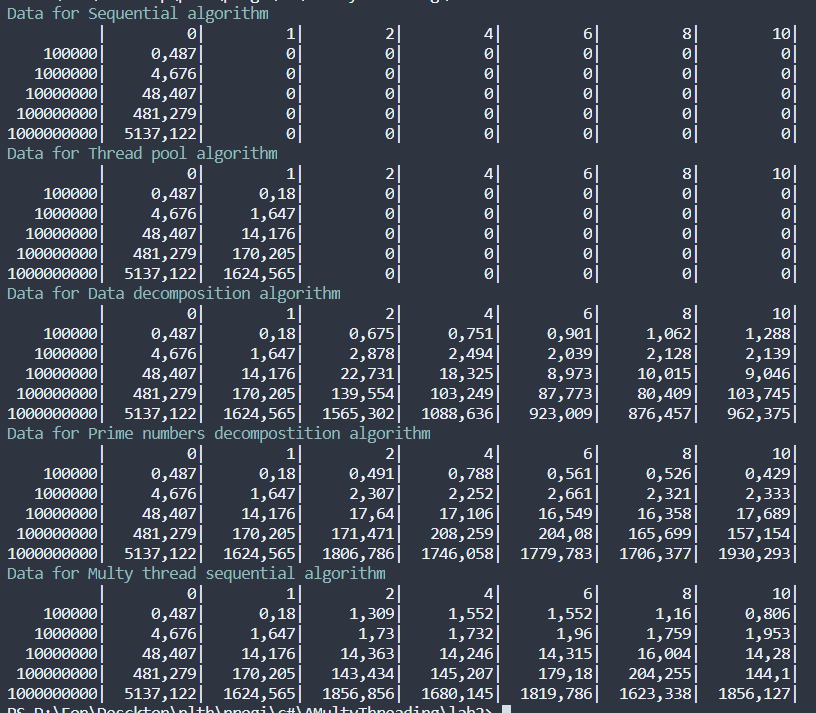 Data for Sequential algorithm
| 0| 1| 2| 4| 6| 8| 10|
100000| 0,487| 0| 0| 0| 0| 0| 0|
1000000| 4,676| 0| 0| 0| 0| 0| 0|
10000000| 48,407| 0| 0| 0| 0| 0| 0|
100000000| 481,279| 0| 0| 0| 0| 0| 0|
1000000000| 5137,122| 0| 0| 0| 0| 0| 0|
Data for Thread pool algorithm
| 0| 1| 2| 4| 6| 8| 10|
100000| 0,487| 0,18| 0| 0| 0| 0| 0|
1000000| 4,676| 1,647| 0| 0| 0| 0| 0|
10000000| 48,407| 14,176| 0| 0| 0| 0| 0|
100000000| 481,279| 170,205| 0| 0| 0| 0| 0|
1000000000| 5137,122| 1624,565| 0| 0| 0| 0| 0|
Data for Data decomposition algorithm
| 0| 1| 2| 4| 6| 8| 10|
100000| 0,487| 0,18| 0,675| 0,751| 0,901| 1,062| 1,288|
1000000| 4,676| 1,647| 2,878| 2,494| 2,039| 2,128| 2,139|
10000000| 48,407| 14,176| 22,731| 18,325| 8,973| 10,015| 9,046|
100000000| 481,279| 170,205| 139,554| 103,249| 87,773| 80,409| 103,745|
1000000000| 5137,122| 1624,565| 1565,302| 1088,636| 923,009| 876,457| 962,375|
Data for Prime numbers decompostition algorithm
| 0| 1| 2| 4| 6| 8| 10|
100000| 0,487| 0,18| 0,491| 0,788| 0,561| 0,526| 0,429|
1000000| 4,676| 1,647| 2,307| 2,252| 2,661| 2,321| 2,333|
10000000| 48,407| 14,176| 17,64| 17,106| 16,549| 16,358| 17,689|
100000000| 481,279| 170,205| 171,471| 208,259| 204,08| 165,699| 157,154|
1000000000| 5137,122| 1624,565| 1806,786| 1746,058| 1779,783| 1706,377| 1930,293|
Data for Multy thread sequential algorithm
| 0| 1| 2| 4| 6| 8| 10|
100000| 0,487| 0,18| 1,309| 1,552| 1,552| 1,16| 0,806|
1000000| 4,676| 1,647| 1,73| 1,732| 1,96| 1,759| 1,953|
10000000| 48,407| 14,176| 14,363| 14,246| 14,315| 16,004| 14,28|
100000000| 481,279| 170,205| 143,434| 145,207| 179,18| 204,255| 144,1|
1000000000| 5137,122| 1624,565| 1856,856| 1680,145| 1819,786| 1623,338| 1856,127|